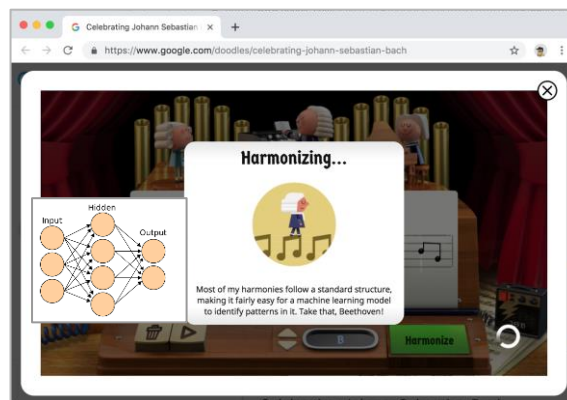 Celebrating Johann Sebastian
https://www.google.com/doodles/celebrating-johann-sebastian-bach
Harmonizing...
Hidden
Input
Output
Most of my harmonies follow a standard structure,
making it fairly easy for a machine learning model
to identify patterns in it. Take that, Beethoven!
B
Harmonize